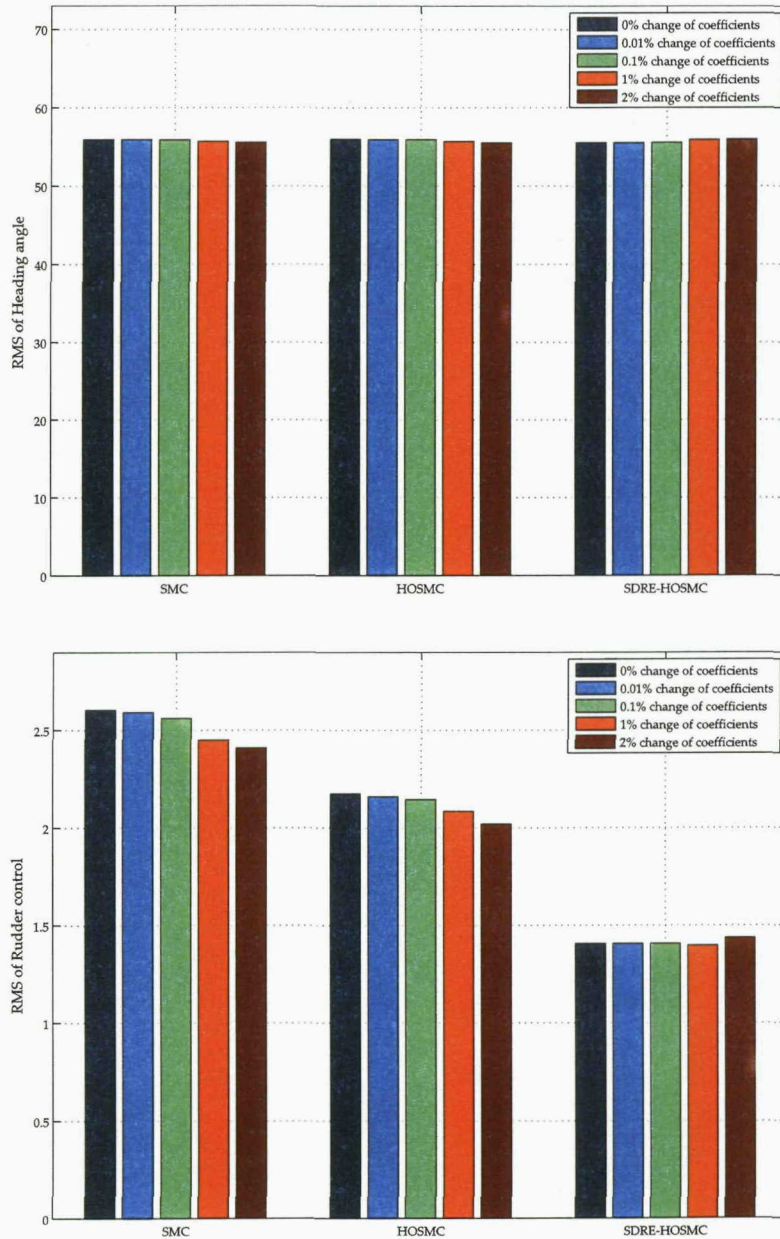 70
60
50
40
30
20
10
0
RMS of Heading angle
0% change of coefficients
0.01% change of coefficients
0.1% change of coefficients
1% change of coefficients
2% change of coefficients
SMC
HOSMC
SDRE-HOSMC
2.5
2
1.5
1
0.5
0
RMS of Rudder control
0% change of coefficients
0.01% change of coefficients
0.1% change of coefficients
1% change of coefficients
2% change of coefficients
SMC
HOSMC
SDRE-HOSMC